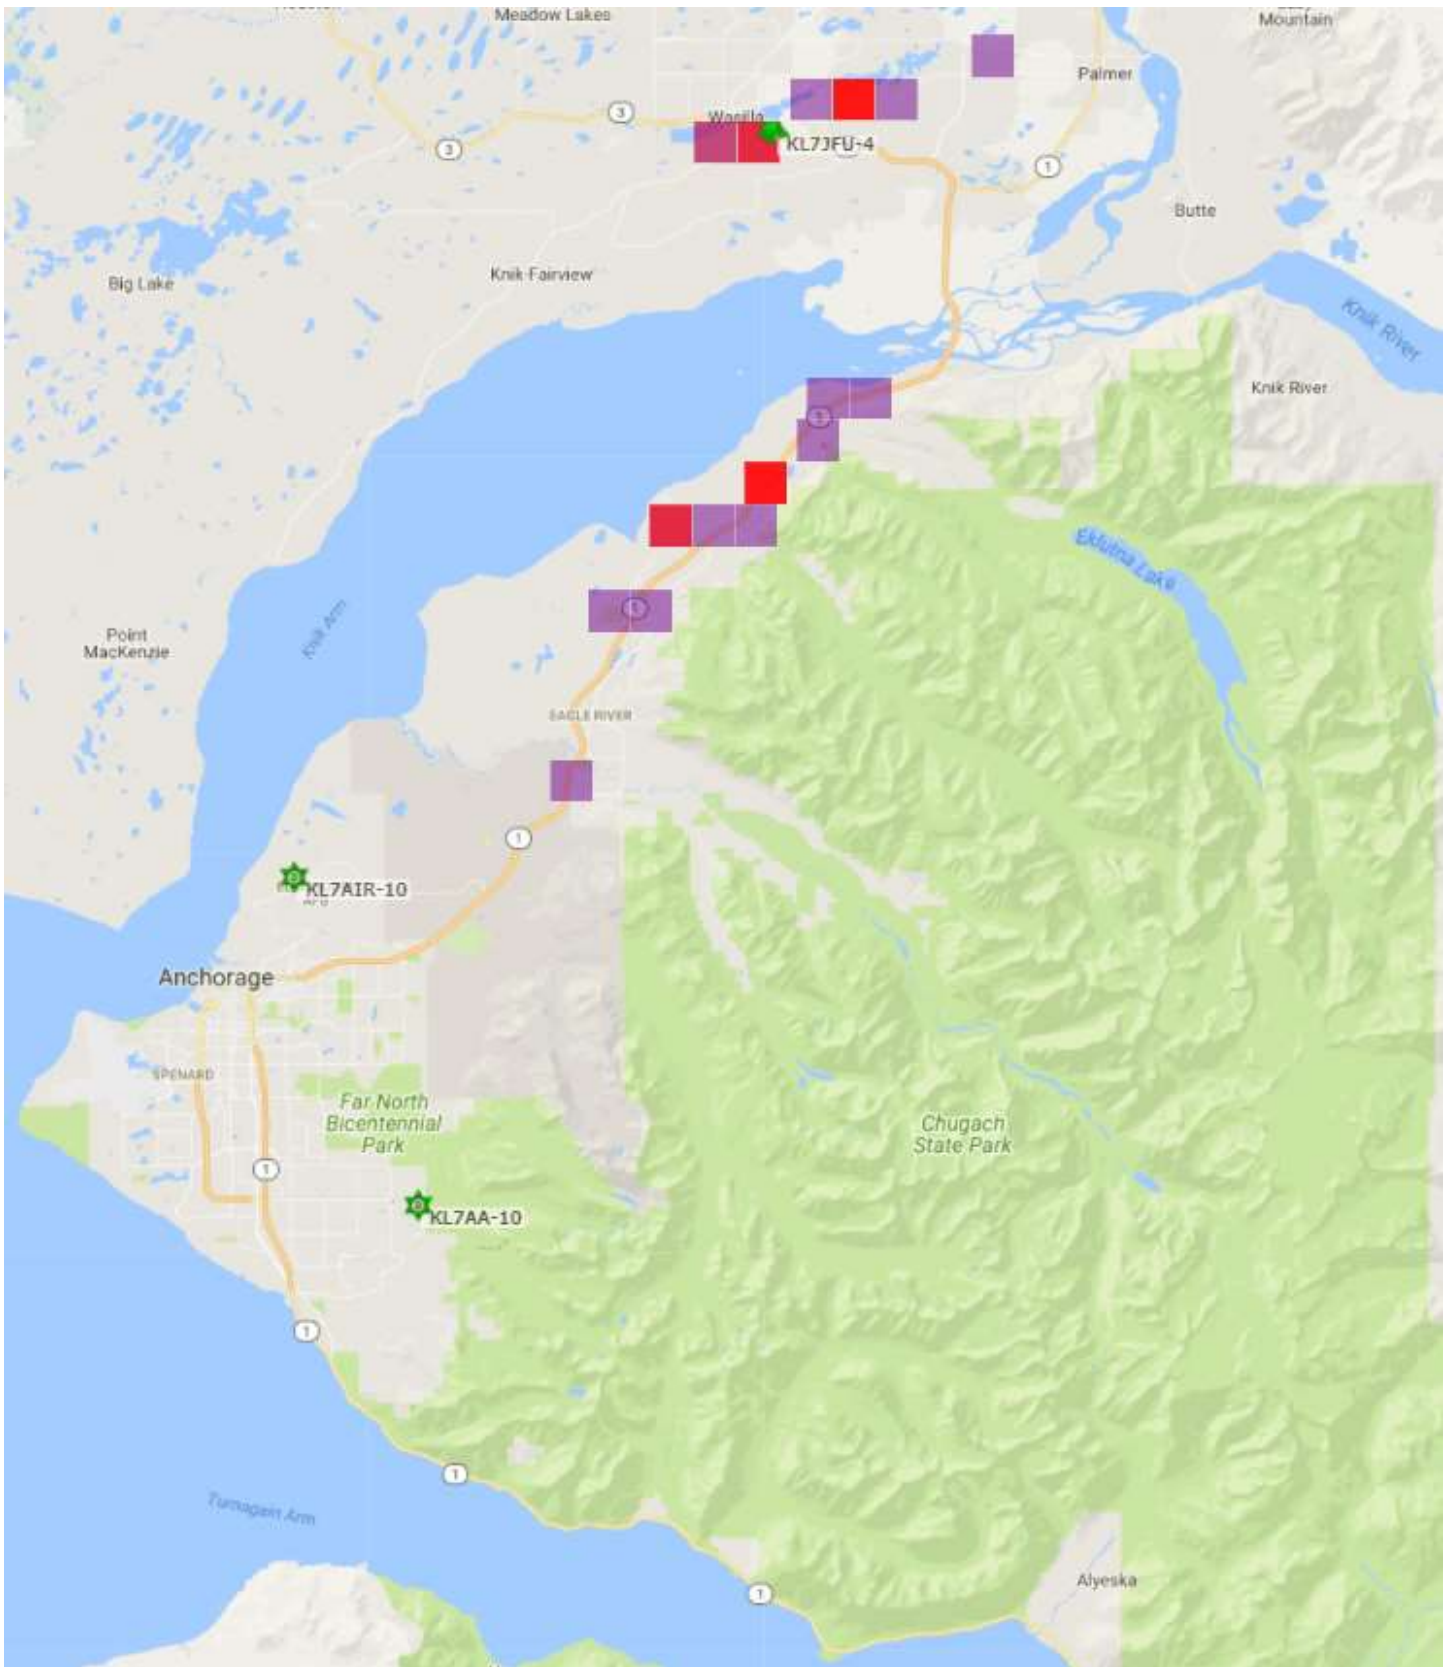 Meadow Lakes
Mountain
Palmer
3
Wasilla
KL7JFU-4
3
1
Butte
Big Lake
Knik-Fairview
Knik River
Knik River
1
Eklutna Lake
Knik Arm
Point
MacKenzie
1
EAGLE RIVER
1
KL7AIR-10
Anchorage
SPENARD
Far North
Bicentennial
Park
Chugach
State Park
1
KL7AA-10
1
1
Turnagain Arm
Alyeska
1